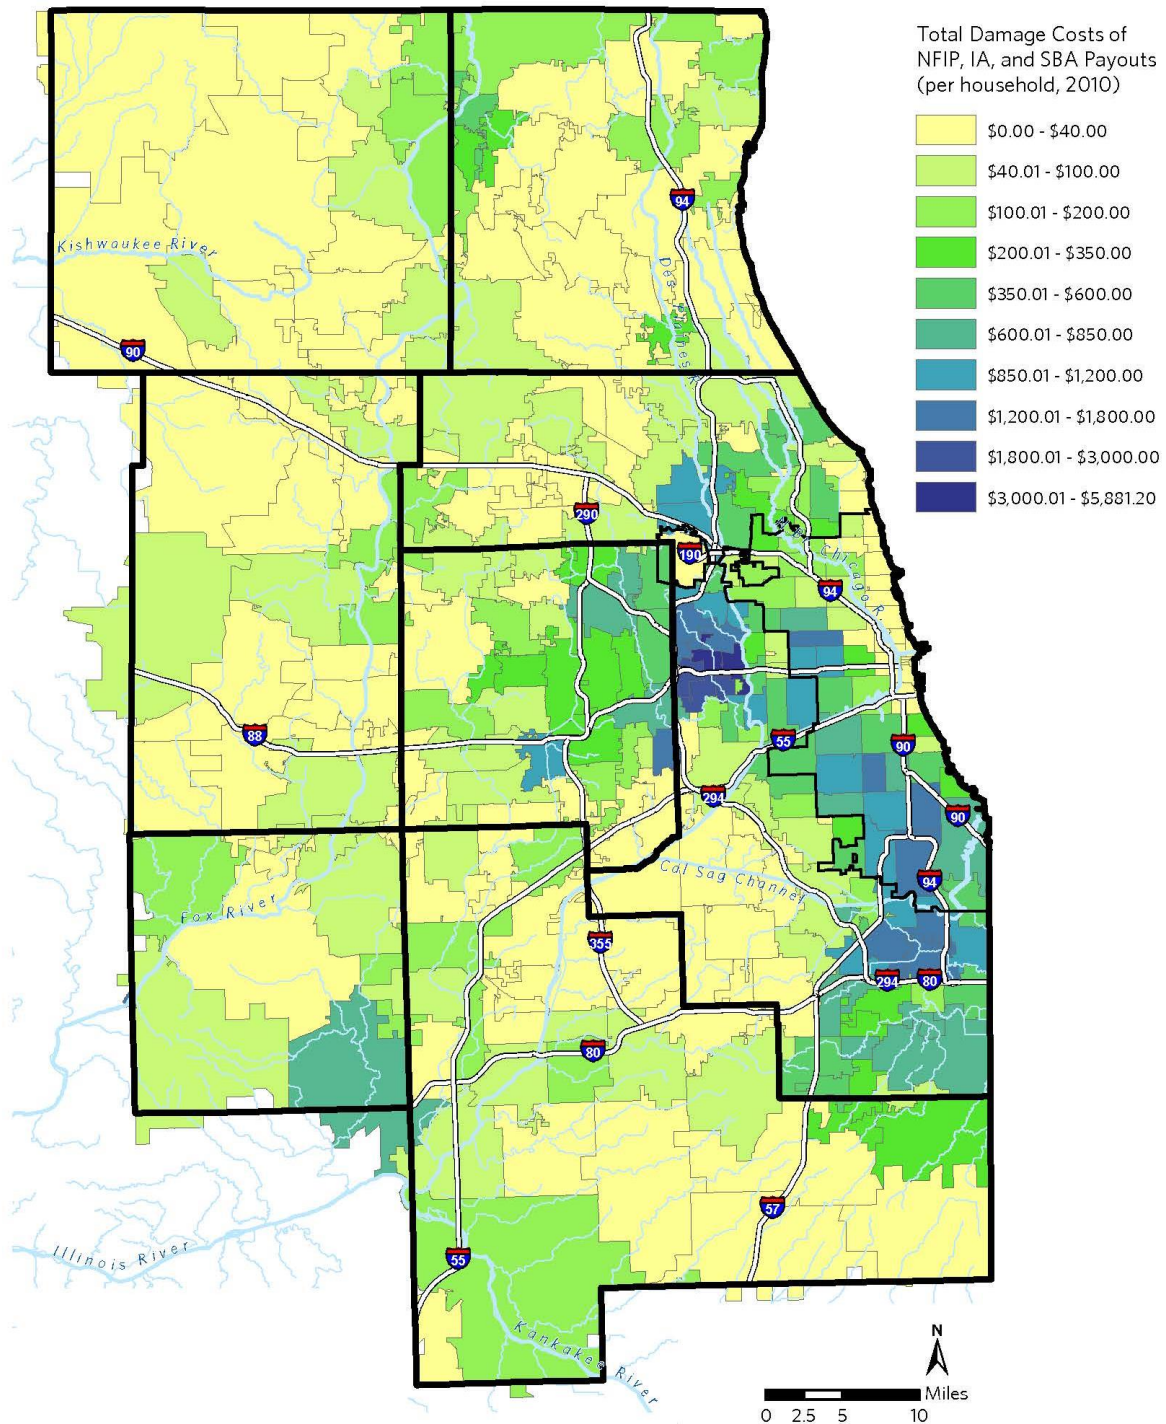 Total Damage Costs of
NFIP, IA, and SBA Payouts
(per household, 2010)
$0.00 - $40.00
$40.01 - $100.00
$100.01 - $200.00
$200.01 - $350.00
$350.01 - $600.00
$600.01 - $850.00
$850.01 - $1,200.00
$1,200.01 - $1,800.00
$1,800.01 - $3,000.00
$3,000.01 - $5,881.20
94
Kishwaukee River
Des Plaines R.
90
290
190
Chicago R.
94
88
55
90
294
90
Cal Sag Channel
94
Fox River
355
294
80
80
57
Illinois River
55
Kankakee River
N
Miles
0 2.5 5 10